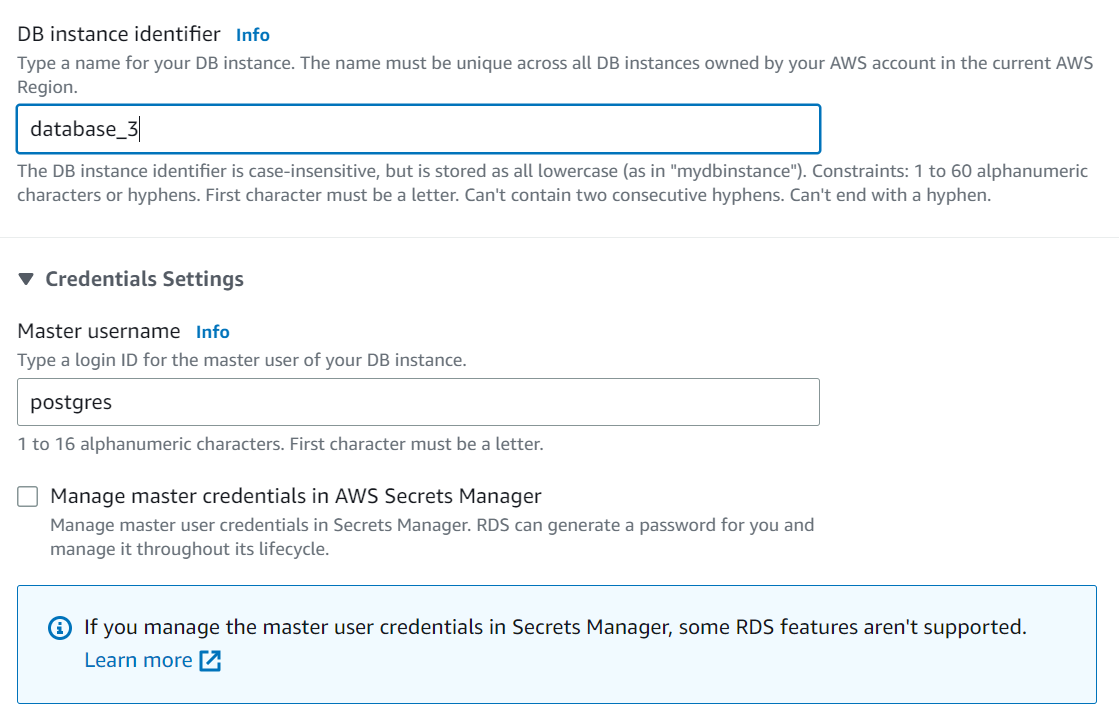 DB instance identifier Info
Type a name for your DB instance. The name must be unique across all DB instances owned by your AWS account in the current AWS
Region.
database_3
The DB instance identifier is case-insensitive, but is stored as all lowercase (as in "mydbinstance"). Constraints: 1 to 60 alphanumeric
characters or hyphens. First character must be a letter. Can't contain two consecutive hyphens. Can't end with a hyphen.
Credentials Settings
Master username Info
Type a login ID for the master user of your DB instance.
postgres
1 to 16 alphanumeric characters. First character must be a letter.
Manage master credentials in AWS Secrets Manager
Manage master user credentials in Secrets Manager. RDS can generate a password for you and
manage it throughout its lifecycle.
If you manage the master user credentials in Secrets Manager, some RDS features aren't supported.
Learn more